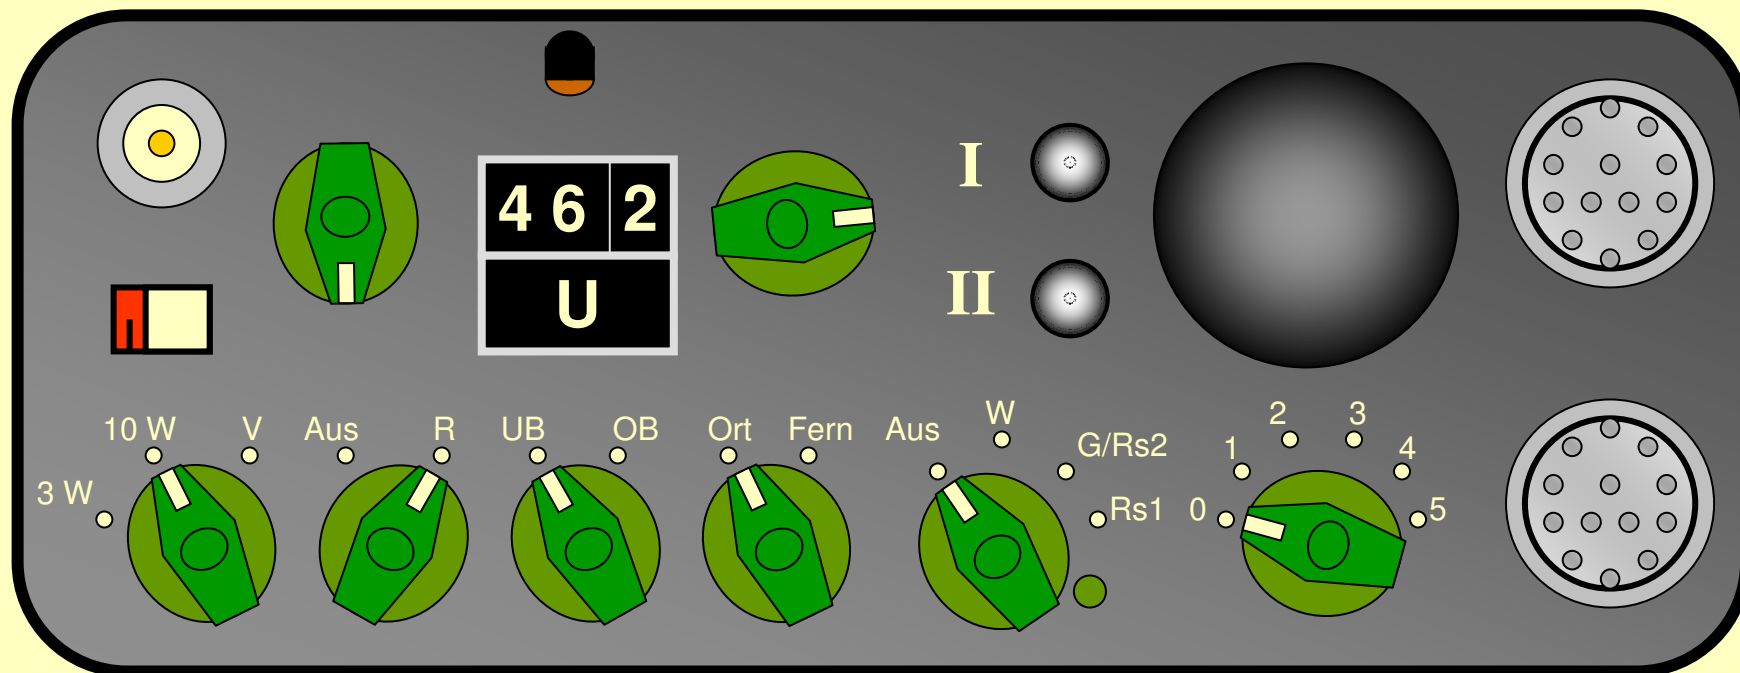 I
4 6 2
II
U
10 W V Aus R UB OB Ort Fern Aus W G/Rs2
3 W Rs1
0 1 2 3 4 5